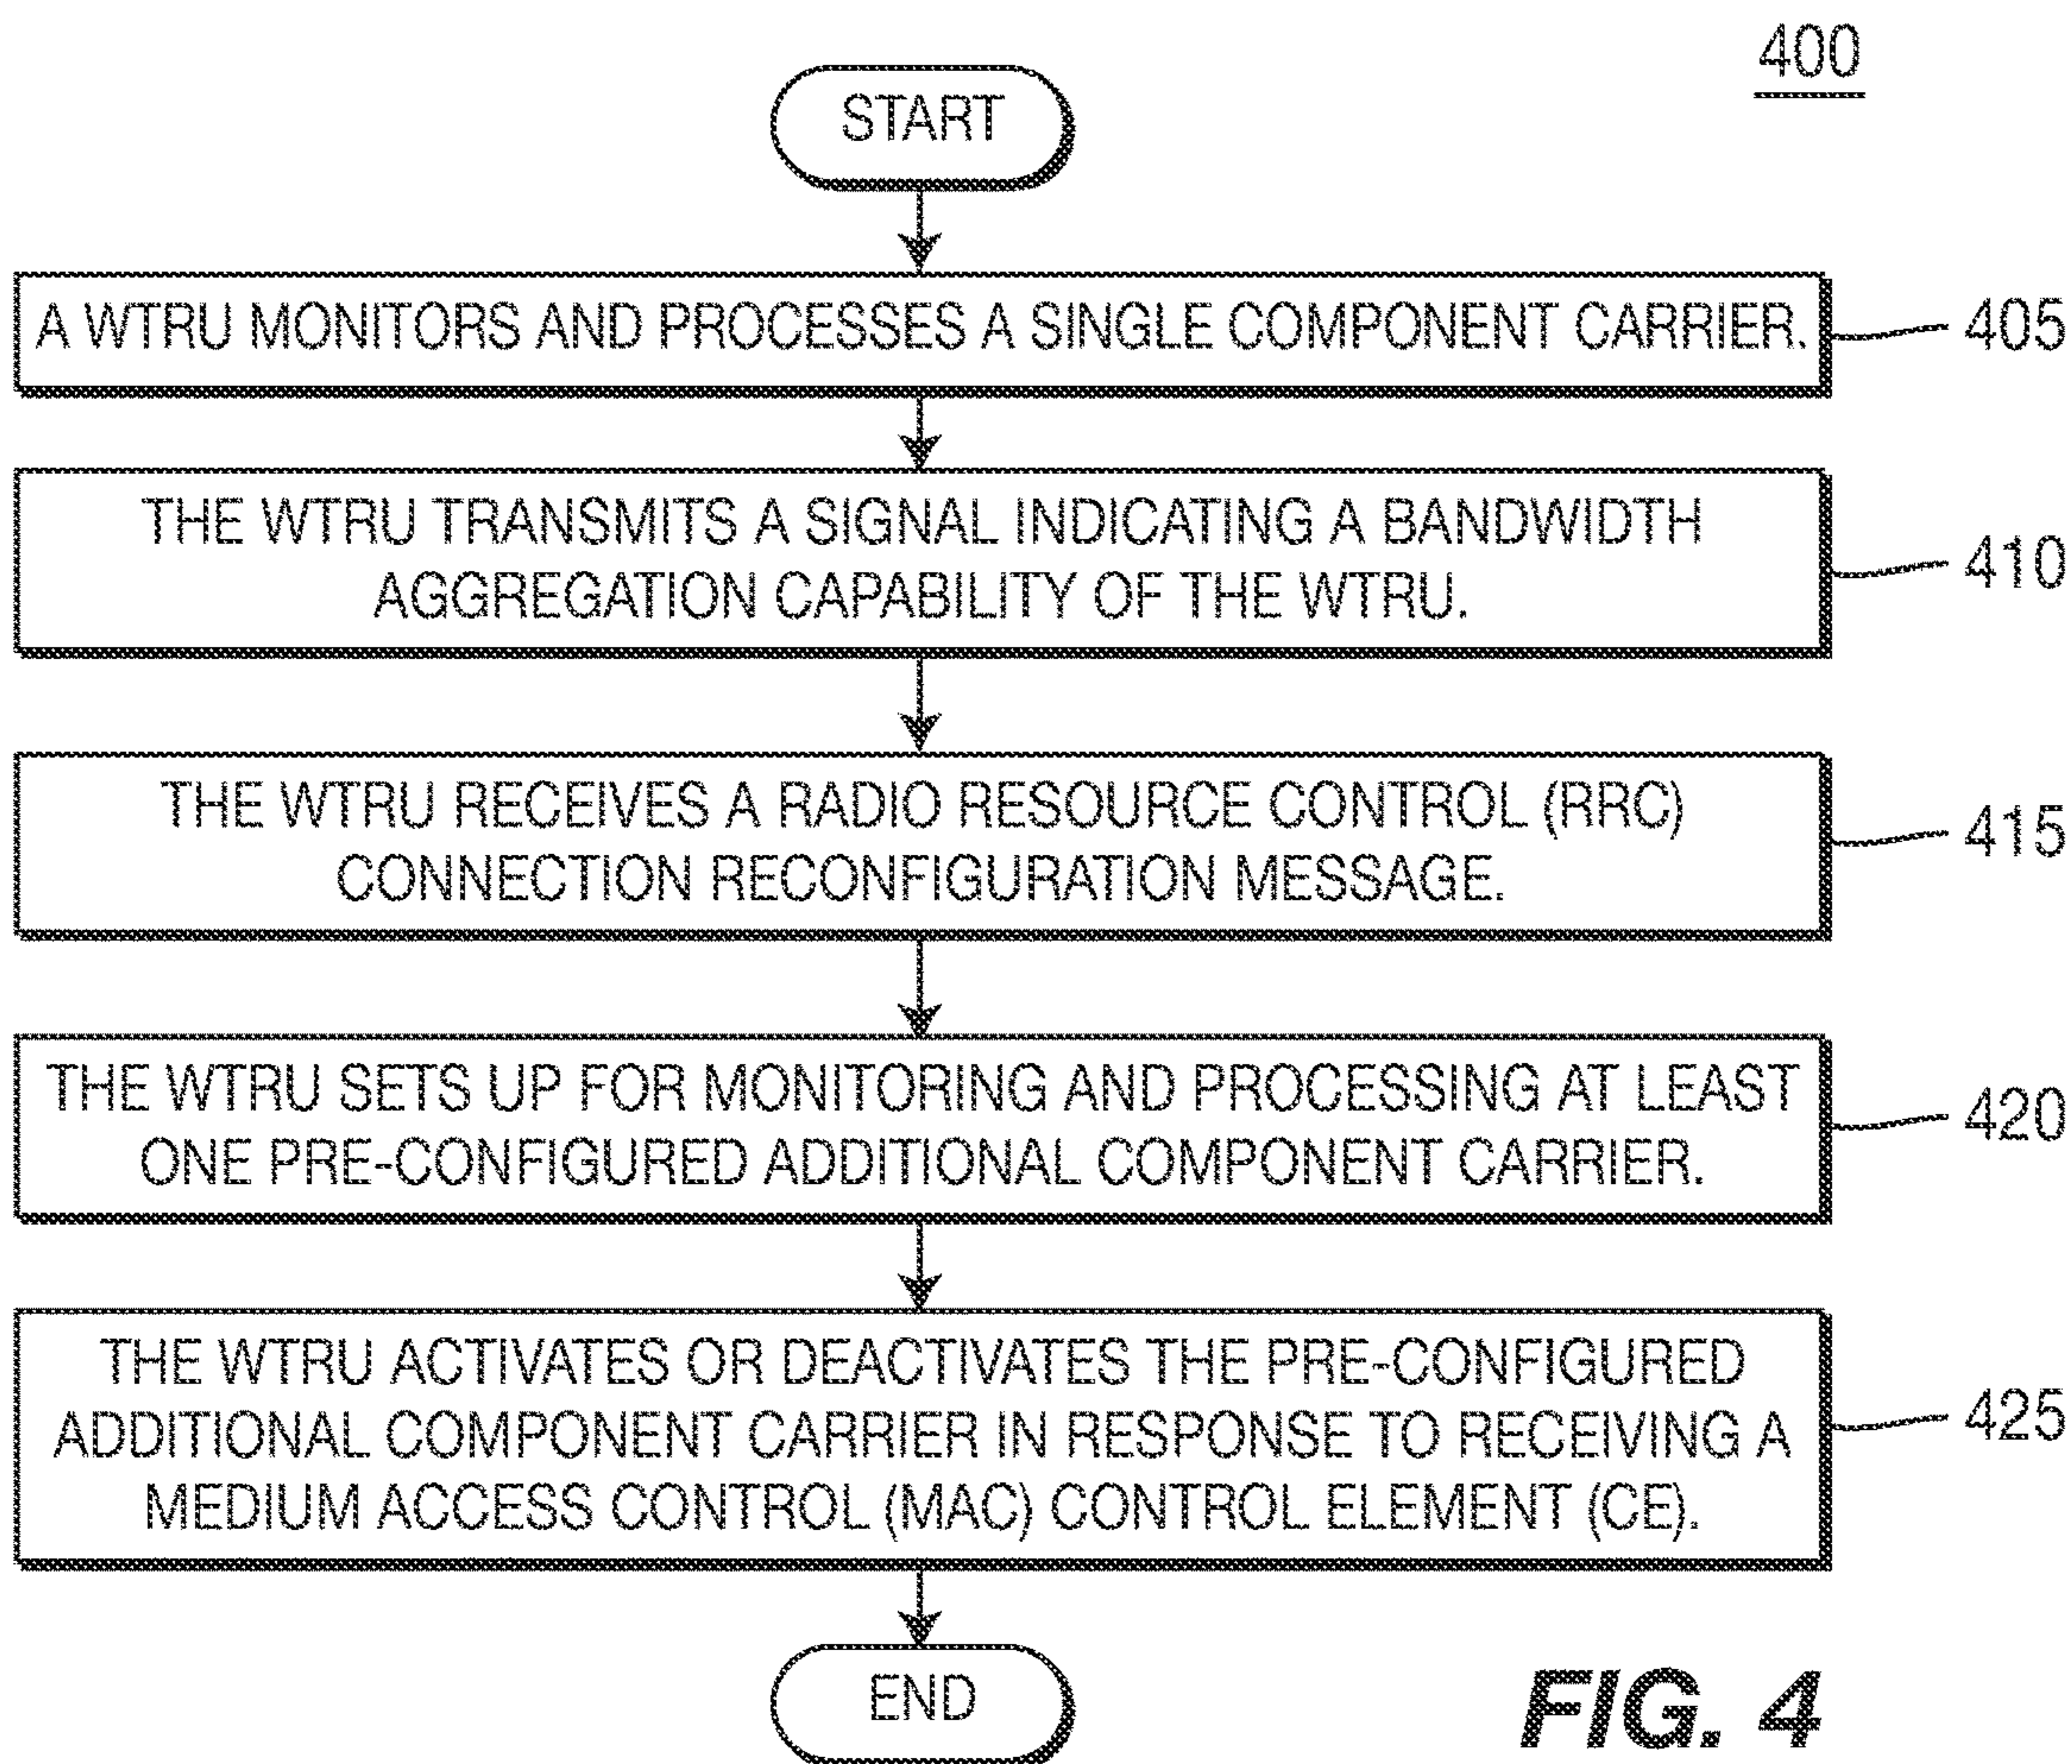 400
START
A WTRU MONITORS AND PROCESSES A SINGLE COMPONENT CARRIER.
405
THE WTRU TRANSMITS A SIGNAL INDICATING A BANDWIDTH
AGGREGATION CAPABILITY OF THE WTRU.
410
THE WTRU RECEIVES A RADIO RESOURCE CONTROL (RRC)
CONNECTION RECONFIGURATION MESSAGE.
415
THE WTRU SETS UP FOR MONITORING AND PROCESSING AT LEAST
ONE PRE-CONFIGURED ADDITIONAL COMPONENT CARRIER.
420
THE WTRU ACTIVATES OR DEACTIVATES THE PRE-CONFIGURED
ADDITIONAL COMPONENT CARRIER IN RESPONSE TO RECEIVING A
MEDIUM ACCESS CONTROL (MAC) CONTROL ELEMENT (CE).
425
END
FIG. 4